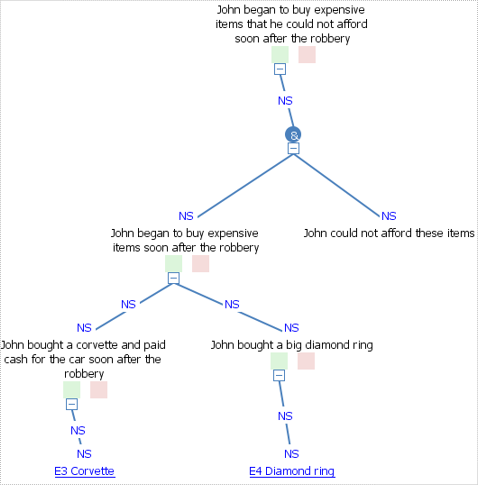 John began to buy expensive
items that he could not afford
soon after the robbery
NS
&
NS
NS
John began to buy expensive
items soon after the robbery
John could not afford these items
NS
NS
NS
NS
John bought a corvette and paid
cash for the car soon after the
robbery
John bought a big diamond ring
NS
NS
NS
NS
E3 Corvette
E4 Diamond ring